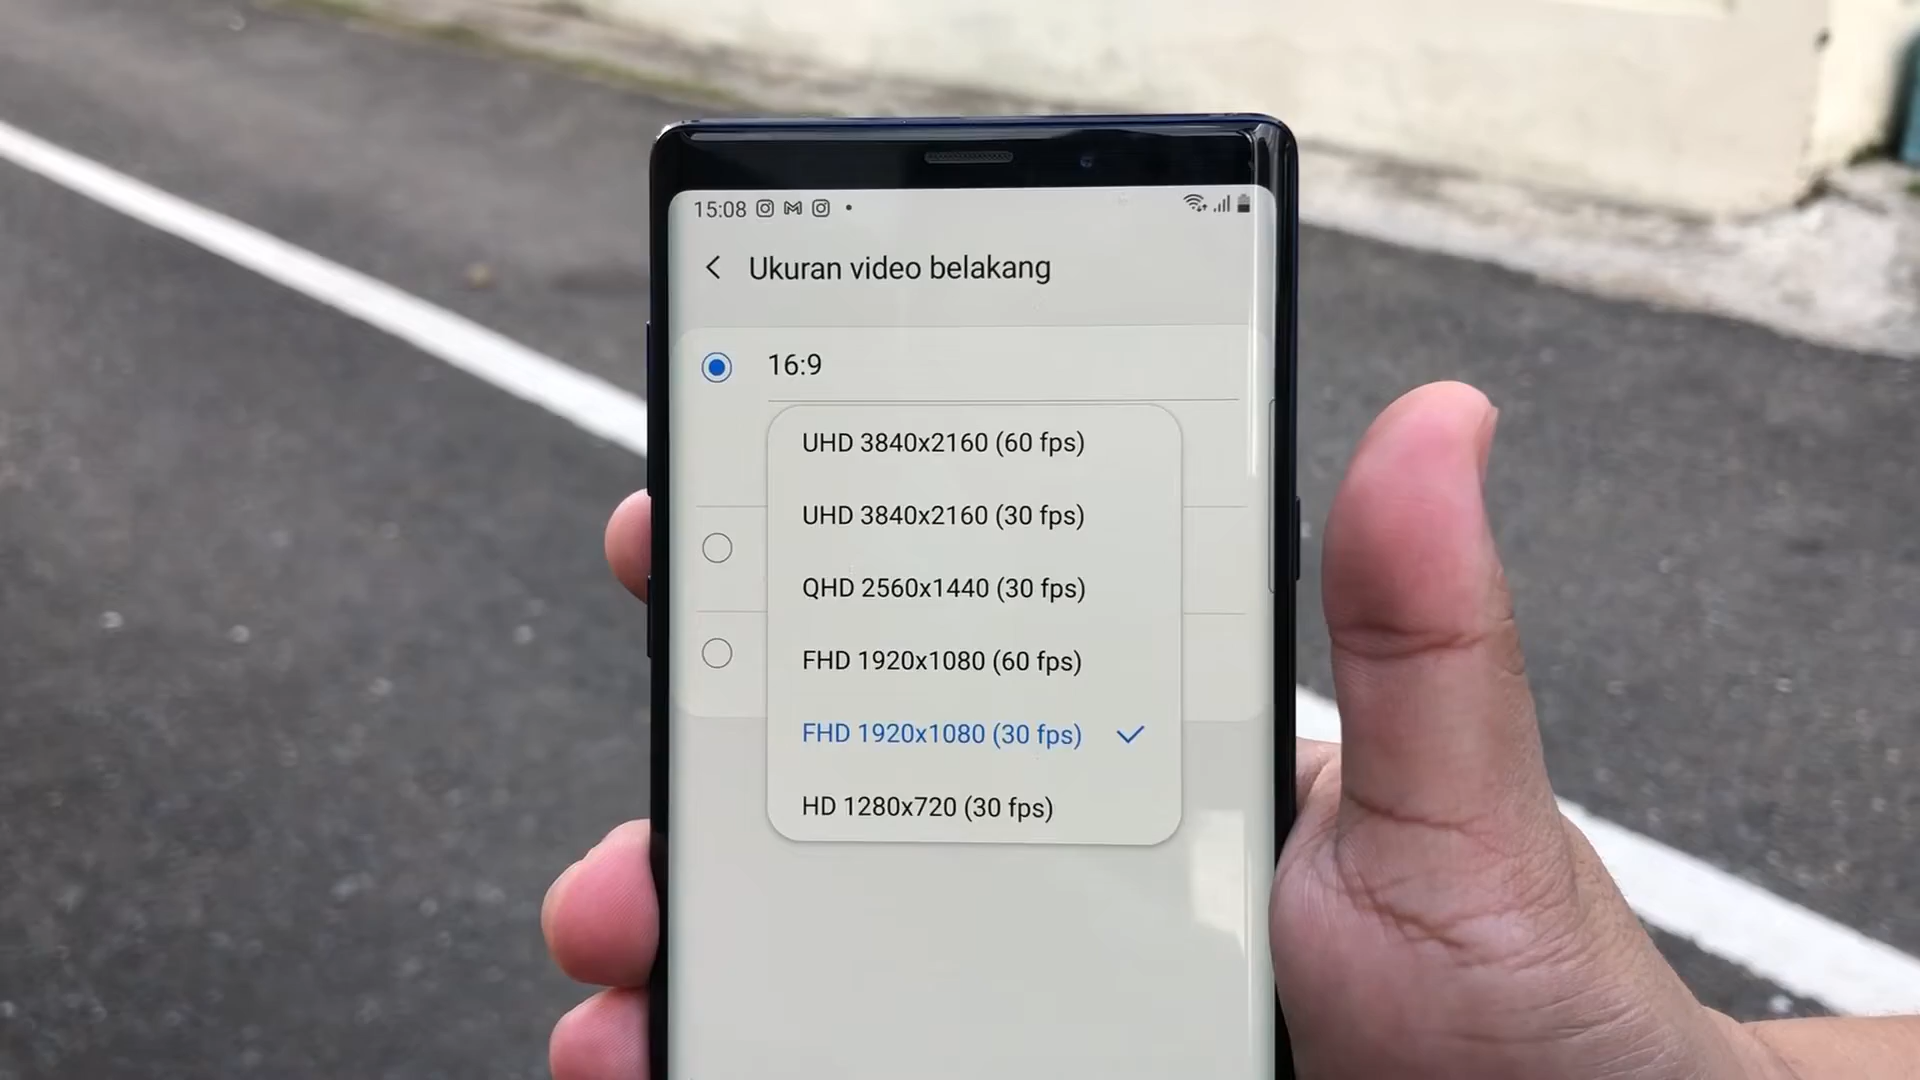 15:08
Ukuran video belakang
16:9
UHD 3840x2160 (60 fps)
UHD 3840x2160 (30 fps)
QHD 2560x1440 (30 fps)
FHD 1920x1080 (60 fps)
FHD 1920x1080 (30 fps)
HD 1280x720 (30 fps)